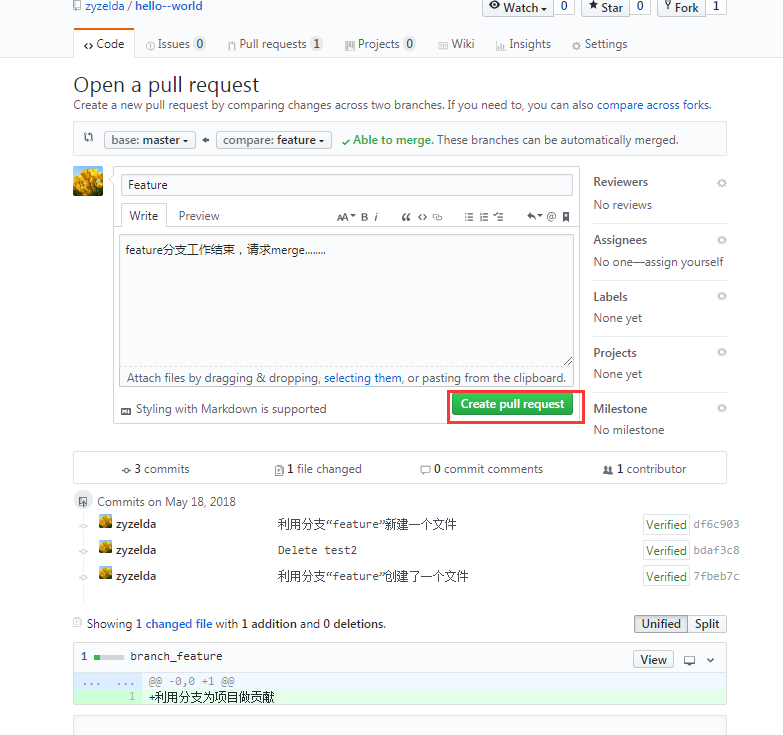 zyzelda / hello--world
Watch 0 Star 0 Fork 1
Code Issues 0 Pull requests 1 Projects 0 Wiki Insights Settings
Open a pull request
Create a new pull request by comparing changes across two branches. If you need to, you can also compare across forks.
base: master compare: feature Able to merge. These branches can be automatically merged.
Feature
Write Preview
AA B i @
feature分支工作结束，请求merge........
Attach files by dragging & dropping, selecting them, or pasting from the clipboard.
Styling with Markdown is supported
Create pull request
Reviewers
No reviews
Assignees
No one—assign yourself
Labels
None yet
Projects
None yet
Milestone
No milestone
3 commits 1 file changed 0 commit comments 1 contributor
Commits on May 18, 2018
zyzelda 利用分支“feature”新建一个文件 Verified df6c903
zyzelda Delete test2 Verified bdaf3c8
zyzelda 利用分支“feature”创建了一个文件 Verified 7fbeb7c
Showing 1 changed file with 1 addition and 0 deletions.
Unified Split
1 branch_feature View
... ... @@ -0,0 +1 @@
1 +利用分支为项目做贡献